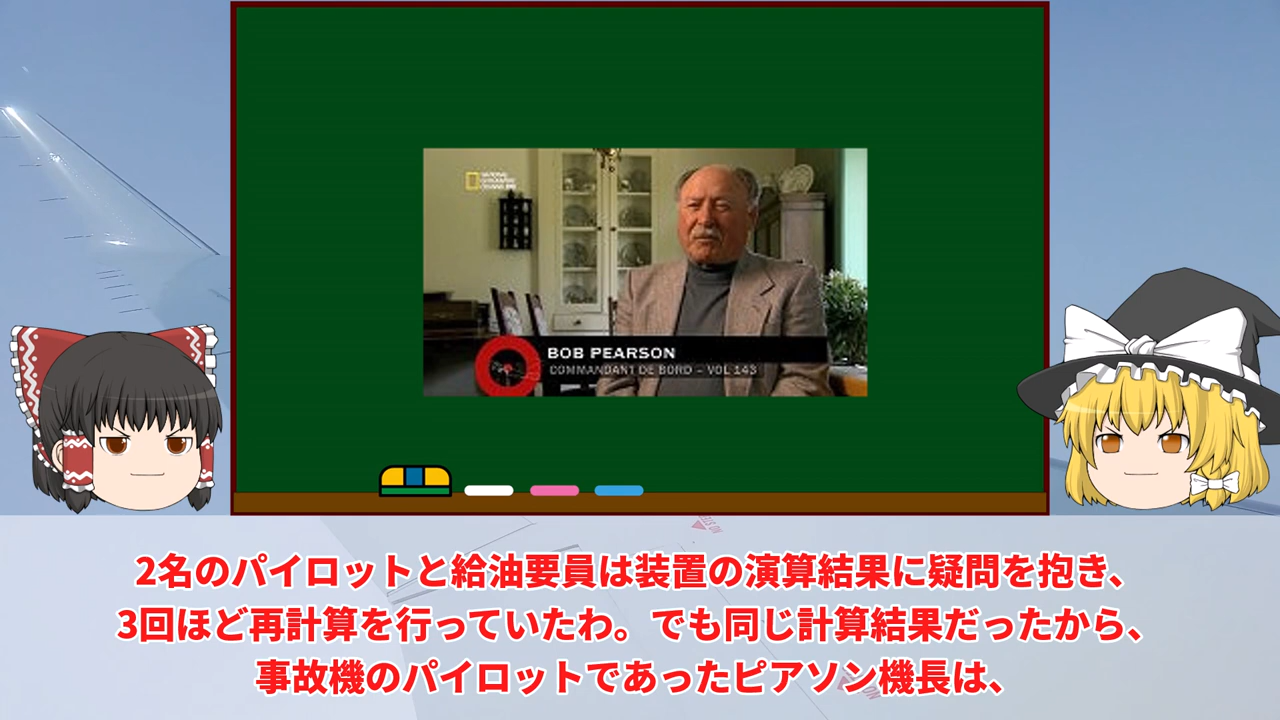 NATIONAL
GEOGRAPHIC
CHANNEL
BOB PEARSON
COMMANDANT DE BORD – VOL 143
2名のパイロットと給油要員は装置の演算結果に疑問を抱き、
3回ほど再計算を行っていたわ。でも同じ計算結果だったから、
事故機のパイロットであったピアソン機長は、